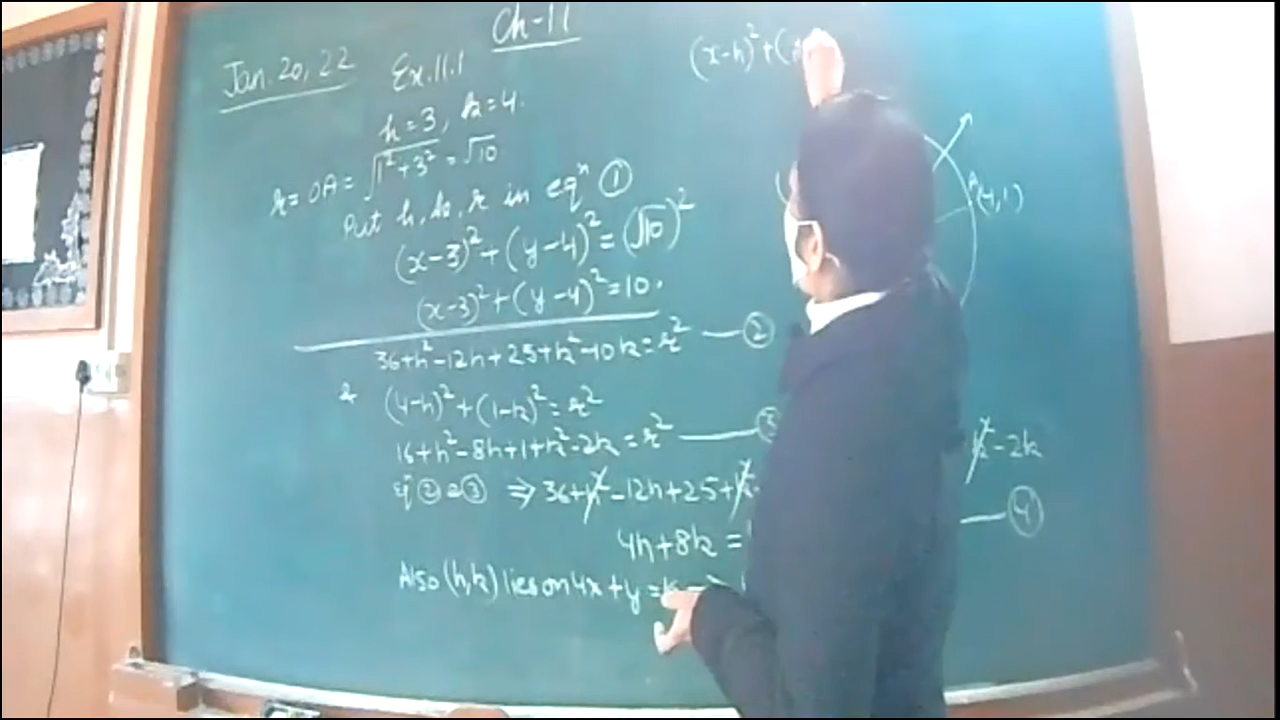 Ch-11
Jan. 20, 22 Ex.11.1
(x-h)² + (
h = 3, k = 4.
r = OA = √1² + 3² = √10
Put h, k, r in eqⁿ ①
(x-3)² + (y-4)² = (√10)²
(x-3)² + (y-4)² = 10.
A(4,1)
36+h²-12h+25+k²-10k = r² — ②
& (4-h)² + (1-k)² = r²
16+h²-8h+1+k²-2k = r² — ③
eqⁿ ② & ③ ⇒ 36+h²-12h+25+k² k²-2k
4h+8k = — ④
Also (h,k) lies on 4x+y =